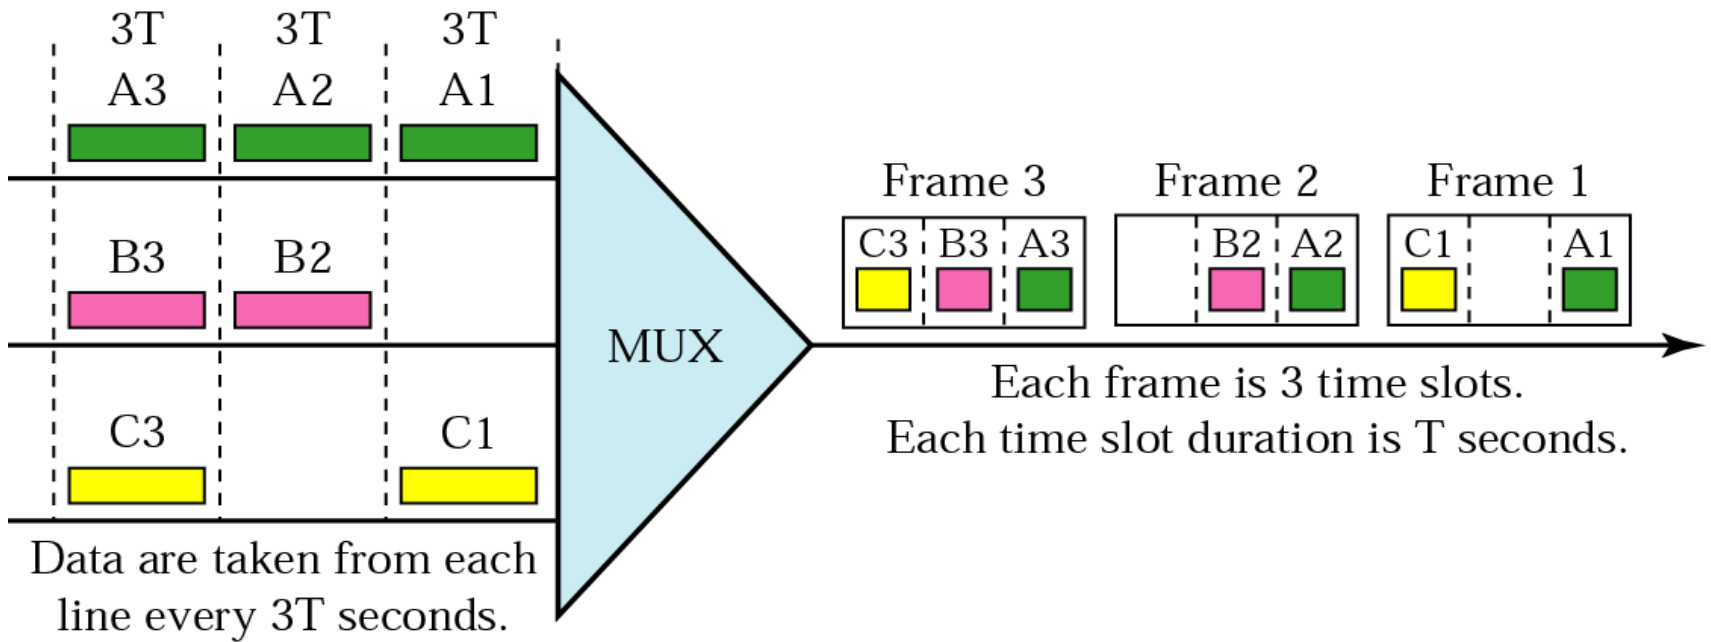 3T 3T 3T
A3 A2 A1
B3 B2
C3 C1
Data are taken from each
line every 3T seconds.
MUX
Frame 3 Frame 2 Frame 1
C3 B3 A3 B2 A2 C1 A1
Each frame is 3 time slots.
Each time slot duration is T seconds.